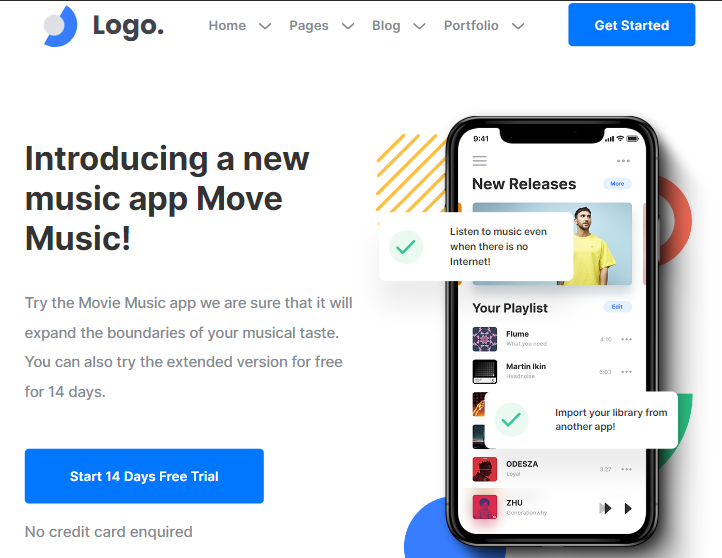 Logo.
Home Pages Blog Portfolio
Get Started
Introducing a new
music app Move
Music!
Try the Movie Music app we are sure that it will
expand the boundaries of your musical taste.
You can also try the extended version for free
for 14 days.
Start 14 Days Free Trial
No credit card enquired
9:41
New Releases
More
Listen to music even
when there is no
Internet!
Your Playlist
Edit
Flume
What you need
4:10
Martin Ikin
Headnoise
6:03
Import your library from
another app!
ODESZA
Loyal
3:27
ZHU
Generationwhy